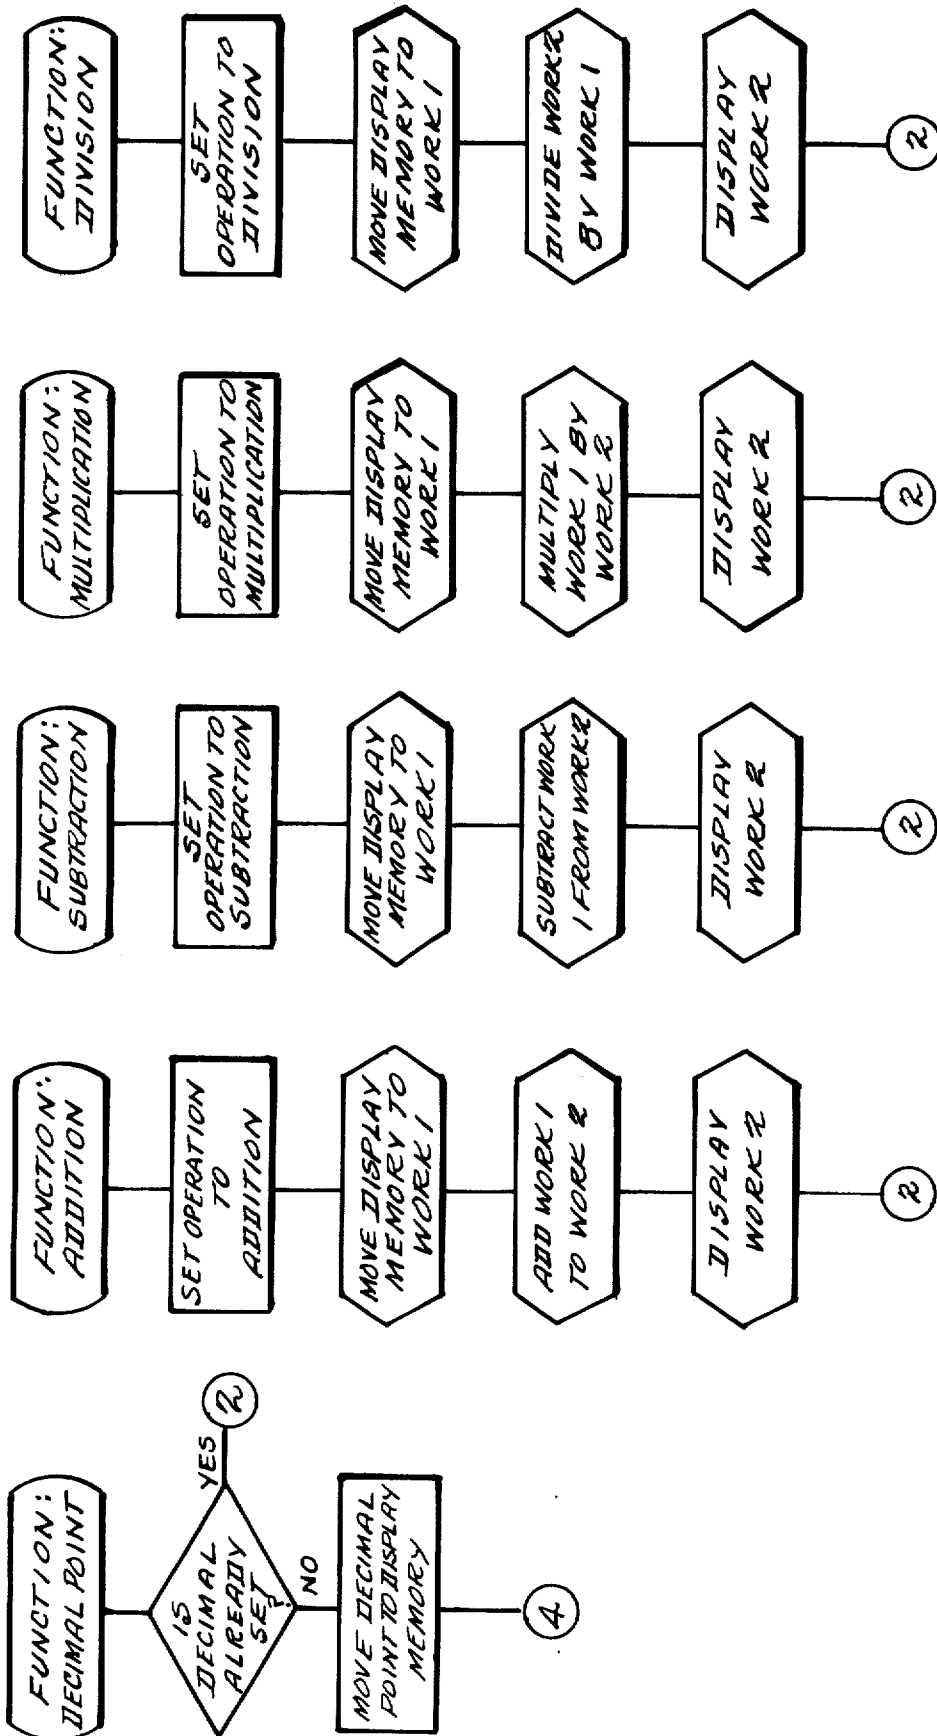 FUNCTION:
DECIMAL POINT
IS
DECIMAL
ALREADY
SET?
YES
2
NO
MOVE DECIMAL
POINT TO DISPLAY
MEMORY
4
FUNCTION:
ADDITION
SET OPERATION
TO
ADDITION
MOVE DISPLAY
MEMORY TO
WORK 1
ADD WORK 1
TO WORK 2
DISPLAY
WORK 2
2
FUNCTION:
SUBTRACTION
SET
OPERATION TO
SUBTRACTION
MOVE DISPLAY
MEMORY TO
WORK 1
SUBTRACT WORK
1 FROM WORK 2
DISPLAY
WORK 2
2
FUNCTION:
MULTIPLICATION
SET
OPERATION TO
MULTIPLICATION
MOVE DISPLAY
MEMORY TO
WORK 1
MULTIPLY
WORK 1 BY
WORK 2
DISPLAY
WORK 2
2
FUNCTION:
DIVISION
SET
OPERATION TO
DIVISION
MOVE DISPLAY
MEMORY TO
WORK 1
DIVIDE WORK 2
BY WORK 1
DISPLAY
WORK 2
2